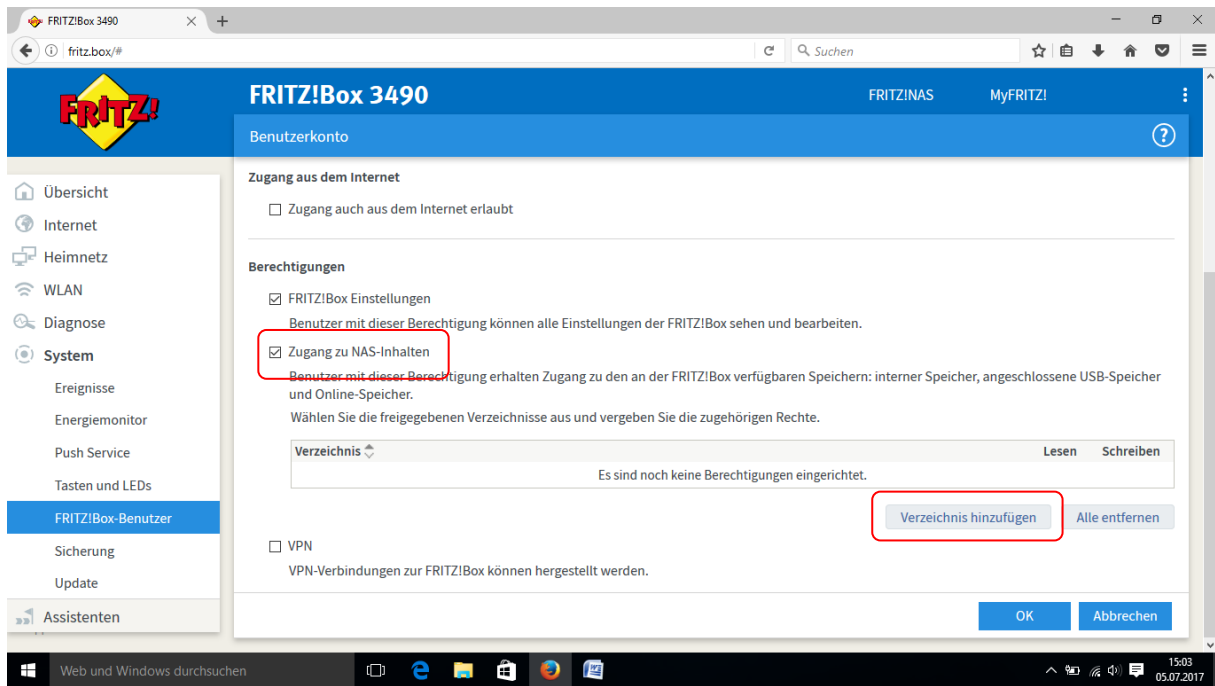 FRITZ!Box 3490
fritz.box/#
Suchen
FRITZ!
FRITZ!Box 3490
FRITZ!NAS
MyFRITZ!
Benutzerkonto
?
Übersicht
Internet
Heimnetz
WLAN
Diagnose
System
Ereignisse
Energiemonitor
Push Service
Tasten und LEDs
FRITZ!Box-Benutzer
Sicherung
Update
Assistenten
Zugang aus dem Internet
Zugang auch aus dem Internet erlaubt
Berechtigungen
FRITZ!Box Einstellungen
Benutzer mit dieser Berechtigung können alle Einstellungen der FRITZ!Box sehen und bearbeiten.
Zugang zu NAS-Inhalten
Benutzer mit dieser Berechtigung erhalten Zugang zu den an der FRITZ!Box verfügbaren Speichern: interner Speicher, angeschlossene USB-Speicher
und Online-Speicher.
Wählen Sie die freigegebenen Verzeichnisse aus und vergeben Sie die zugehörigen Rechte.
Verzeichnis Lesen Schreiben
Es sind noch keine Berechtigungen eingerichtet.
Verzeichnis hinzufügen
Alle entfernen
VPN
VPN-Verbindungen zur FRITZ!Box können hergestellt werden.
OK
Abbrechen
Web und Windows durchsuchen
15:03
05.07.2017